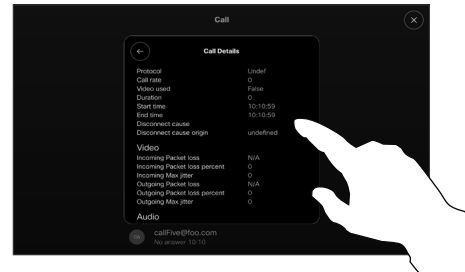 Call
Call Details
Protocol Undef
Call rate 0
Video used False
Duration 0
Start time 10:10:59
End time 10:10:59
Disconnect cause
Disconnect cause origin undefined
Video
Incoming Packet loss N/A
Incoming Packet loss percent 0
Incoming Max jitter 0
Outgoing Packet loss N/A
Outgoing Packet loss percent 0
Outgoing Max jitter 0
Audio
callFive@foo.com
No answer 10.10